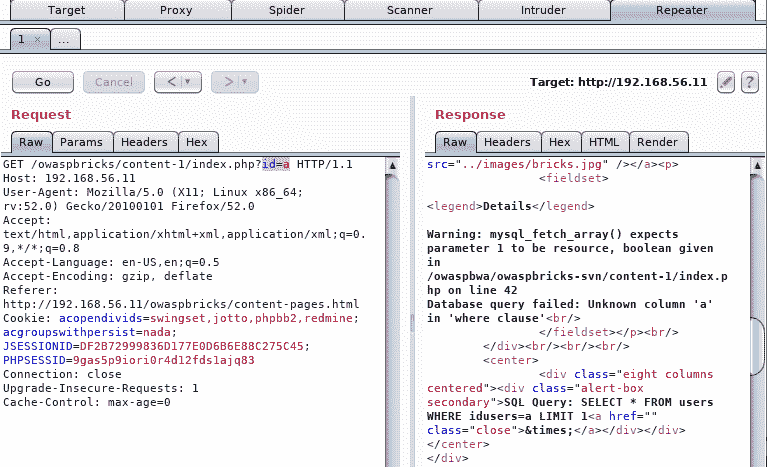 Target Proxy Spider Scanner Intruder Repeater
1 × ...
Go Cancel < > Target: http://192.168.56.11 ?
Request
Raw Params Headers Hex
GET /owaspbricks/content-1/index.php?id=a HTTP/1.1
Host: 192.168.56.11
User-Agent: Mozilla/5.0 (X11; Linux x86_64;
rv:52.0) Gecko/20100101 Firefox/52.0
Accept:
text/html,application/xhtml+xml,application/xml;q=0.
9,*/*;q=0.8
Accept-Language: en-US,en;q=0.5
Accept-Encoding: gzip, deflate
Referer:
http://192.168.56.11/owaspbricks/content-pages.html
Cookie: acopendivids=swingset,jotto,phpbb2,redmine;
acgroupswithpersist=nada;
JSESSIONID=DF2B72999836D177E0D6B6E88C275C45;
PHPSESSID=9gas5p9iori0r4d12fds1ajq83
Connection: close
Upgrade-Insecure-Requests: 1
Cache-Control: max-age=0
Response
Raw Headers Hex HTML Render
src="../images/bricks.jpg" /></a><p>
<fieldset>
<legend>Details</legend>
Warning: mysql_fetch_array() expects
parameter 1 to be resource, boolean given
in
/owaspbwa/owaspbricks-svn/content-1/index.p
hp on line 42
Database query failed: Unknown column 'a'
in 'where clause'<br/>
</fieldset></p><br/>
</div><br/><br/><br/>
<center>
<div class="eight columns
centered"><div class="alert-box
secondary">SQL Query: SELECT * FROM users
WHERE idusers=a LIMIT 1<a href=""
class="close">&times;</a></div></div>
</center>
</div>